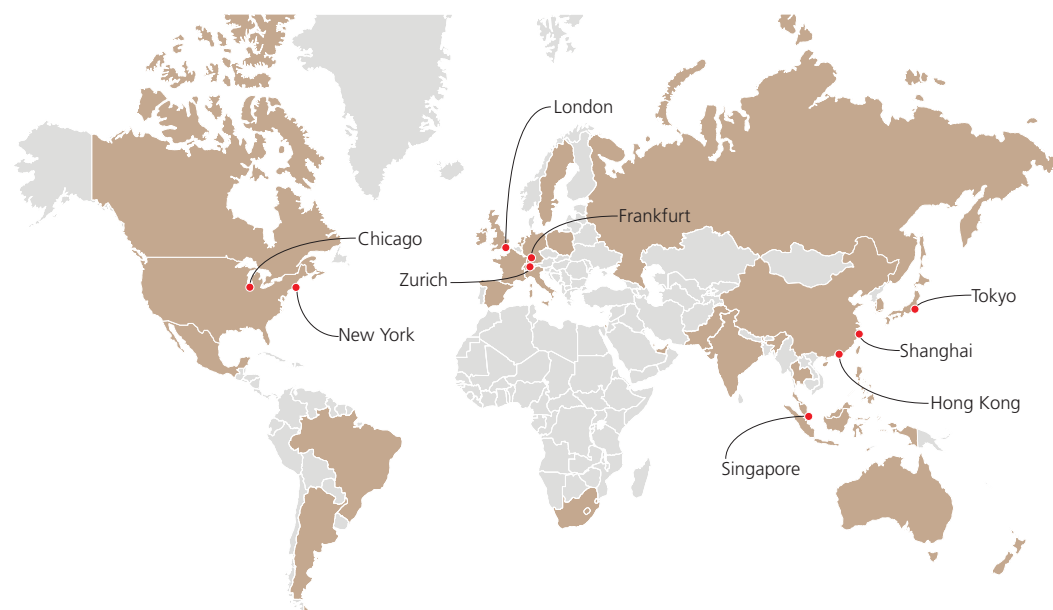 London
Frankfurt
Chicago
Zurich
Tokyo
New York
Shanghai
Hong Kong
Singapore